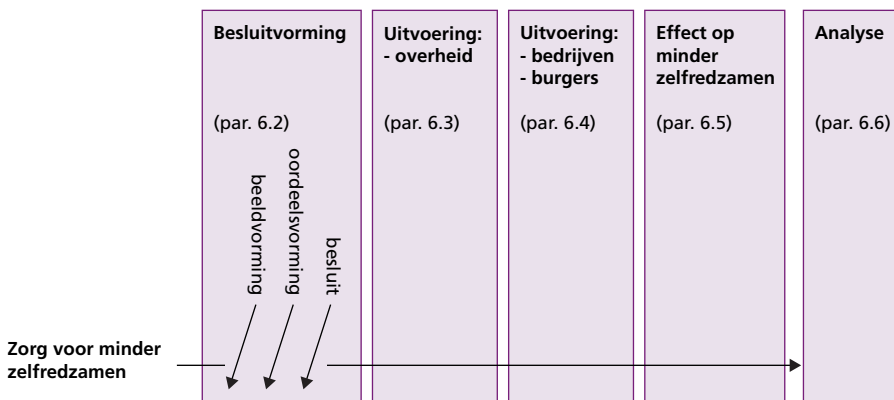 Besluitvorming
(par. 6.2)
beeldvorming
oordeelsvorming
besluit
Uitvoering:
- overheid
(par. 6.3)
Uitvoering:
- bedrijven
- burgers
(par. 6.4)
Effect op
minder
zelfredzamen
(par. 6.5)
Analyse
(par. 6.6)
Zorg voor minder
zelfredzamen